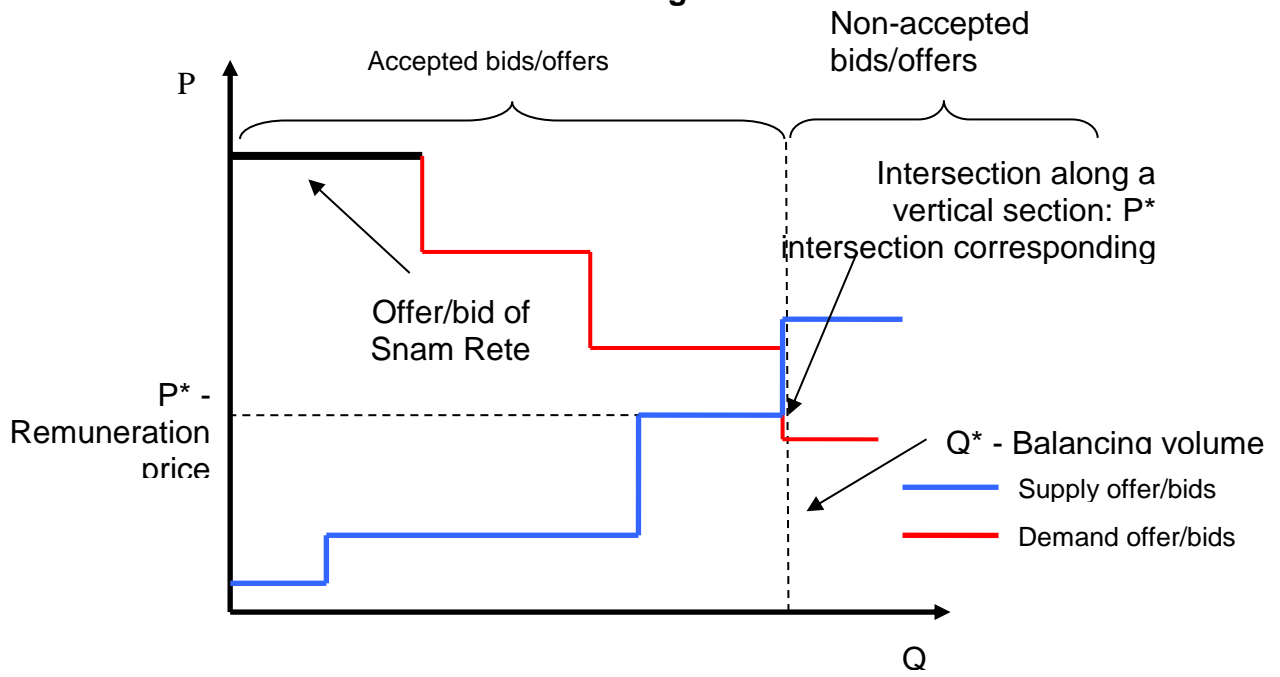 Accepted bids/offers
Non-accepted
bids/offers
P
Intersection along a
vertical section: P*
intersection corresponding
Offer/bid of
Snam Rete
P* -
Remuneration
price
Q* - Balancing volume
Supply offer/bids
Demand offer/bids
Q